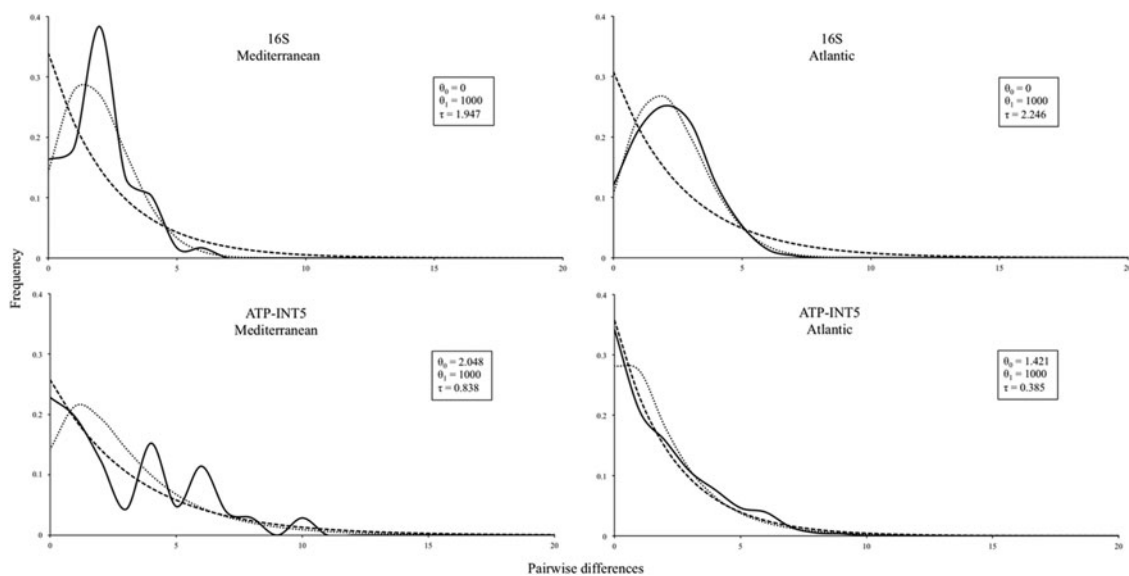 0.4
0.3
0.2
0.1
0
0
5
10
15
20
16S
Mediterranean
θ₀ = 0
θ₁ = 1000
τ = 1.947
0.4
0.3
0.2
0.1
0
0
5
10
15
20
16S
Atlantic
θ₀ = 0
θ₁ = 1000
τ = 2.246
Frequency
0.4
0.3
0.2
0.1
0
0
5
10
15
20
ATP-INT5
Mediterranean
θ₀ = 2.048
θ₁ = 1000
τ = 0.838
0.4
0.3
0.2
0.1
0
0
5
10
15
20
ATP-INT5
Atlantic
θ₀ = 1.421
θ₁ = 1000
τ = 0.385
Pairwise differences